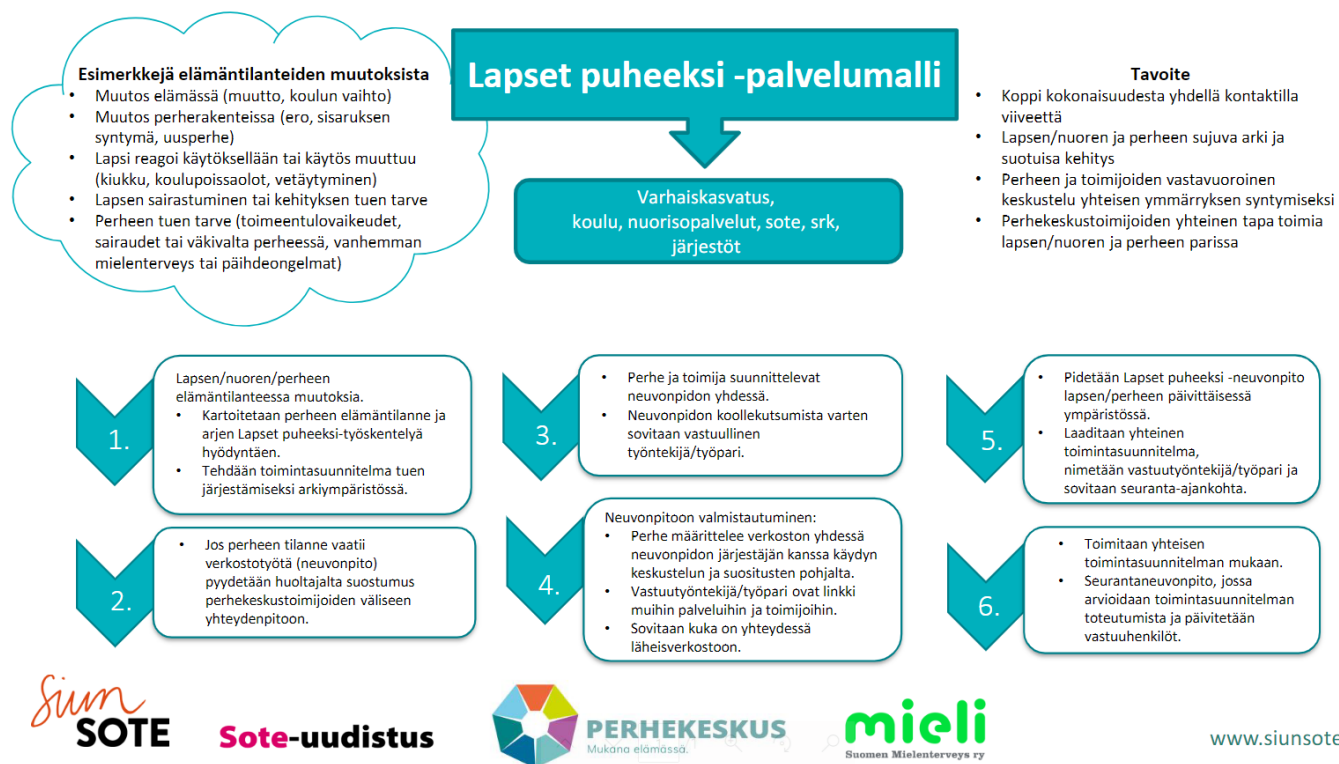 Esimerkkejä elämäntilanteiden muutoksista
• Muutos elämässä (muutto, koulun vaihto)
• Muutos perherakenteissa (ero, sisaruksen
syntymä, uusperhe)
• Lapsi reagoi käytöksellään tai käytös muuttuu
(kiukku, koulupoissaolot, vetäytyminen)
• Lapsen sairastuminen tai kehityksen tuen tarve
• Perheen tuen tarve (toimeentulovaikeudet,
sairaudet tai väkivalta perheessä, vanhemman
mielenterveys tai päihdeongelmat)
Lapset puheeksi -palvelumalli
Varhaiskasvatus,
koulu, nuorisopalvelut, sote, srk,
järjestöt
Tavoite
• Koppi kokonaisuudesta yhdellä kontaktilla
viiveettä
• Lapsen/nuoren ja perheen sujuva arki ja
suotuisa kehitys
• Perheen ja toimijoiden vastavuoroinen
keskustelu yhteisen ymmärryksen syntymiseksi
• Perhekeskustoimijoiden yhteinen tapa toimia
lapsen/nuoren ja perheen parissa
1.
Lapsen/nuoren/perheen
elämäntilanteessa muutoksia.
• Kartoitetaan perheen elämäntilanne ja
arjen Lapset puheeksi-työskentelyä
hyödyntäen.
• Tehdään toimintasuunnitelma tuen
järjestämiseksi arkiympäristössä.
2.
• Jos perheen tilanne vaatii
verkostotyötä (neuvonpito)
pyydetään huoltajalta suostumus
perhekeskustoimijoiden väliseen
yhteydenpitoon.
3.
• Perhe ja toimija suunnittelevat
neuvonpidon yhdessä.
• Neuvonpidon koollekutsumista varten
sovitaan vastuullinen
työntekijä/työpari.
4.
Neuvonpitoon valmistautuminen:
• Perhe määrittelee verkoston yhdessä
neuvonpidon järjestäjän kanssa käydyn
keskustelun ja suositusten pohjalta.
• Vastuutyöntekijä/työpari ovat linkki
muihin palveluihin ja toimijoihin.
• Sovitaan kuka on yhteydessä
läheisverkostoon.
5.
• Pidetään Lapset puheeksi -neuvonpito
lapsen/perheen päivittäisessä
ympäristössä.
• Laaditaan yhteinen
toimintasuunnitelma,
nimetään vastuutyöntekijä/työpari ja
sovitaan seuranta-ajankohta.
6.
• Toimitaan yhteisen
toimintasuunnitelman mukaan.
• Seurantaneuvonpito, jossa
arvioidaan toimintasuunnitelman
toteutumista ja päivitetään
vastuuhenkilöt.
Siun
SOTE
Sote-uudistus
PERHEKESKUS
Mukana elämässä.
mieli
Suomen Mielenterveys ry
www.siunsote